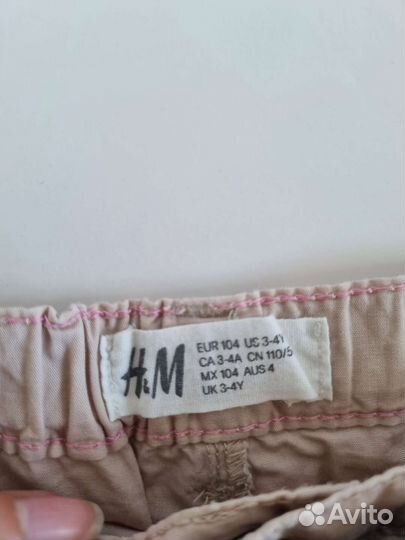 H&M
EUR 104 US 3-4Y
CA 3-4A CN 110/5
MX 104 AUS 4
UK 3-4Y
Avito